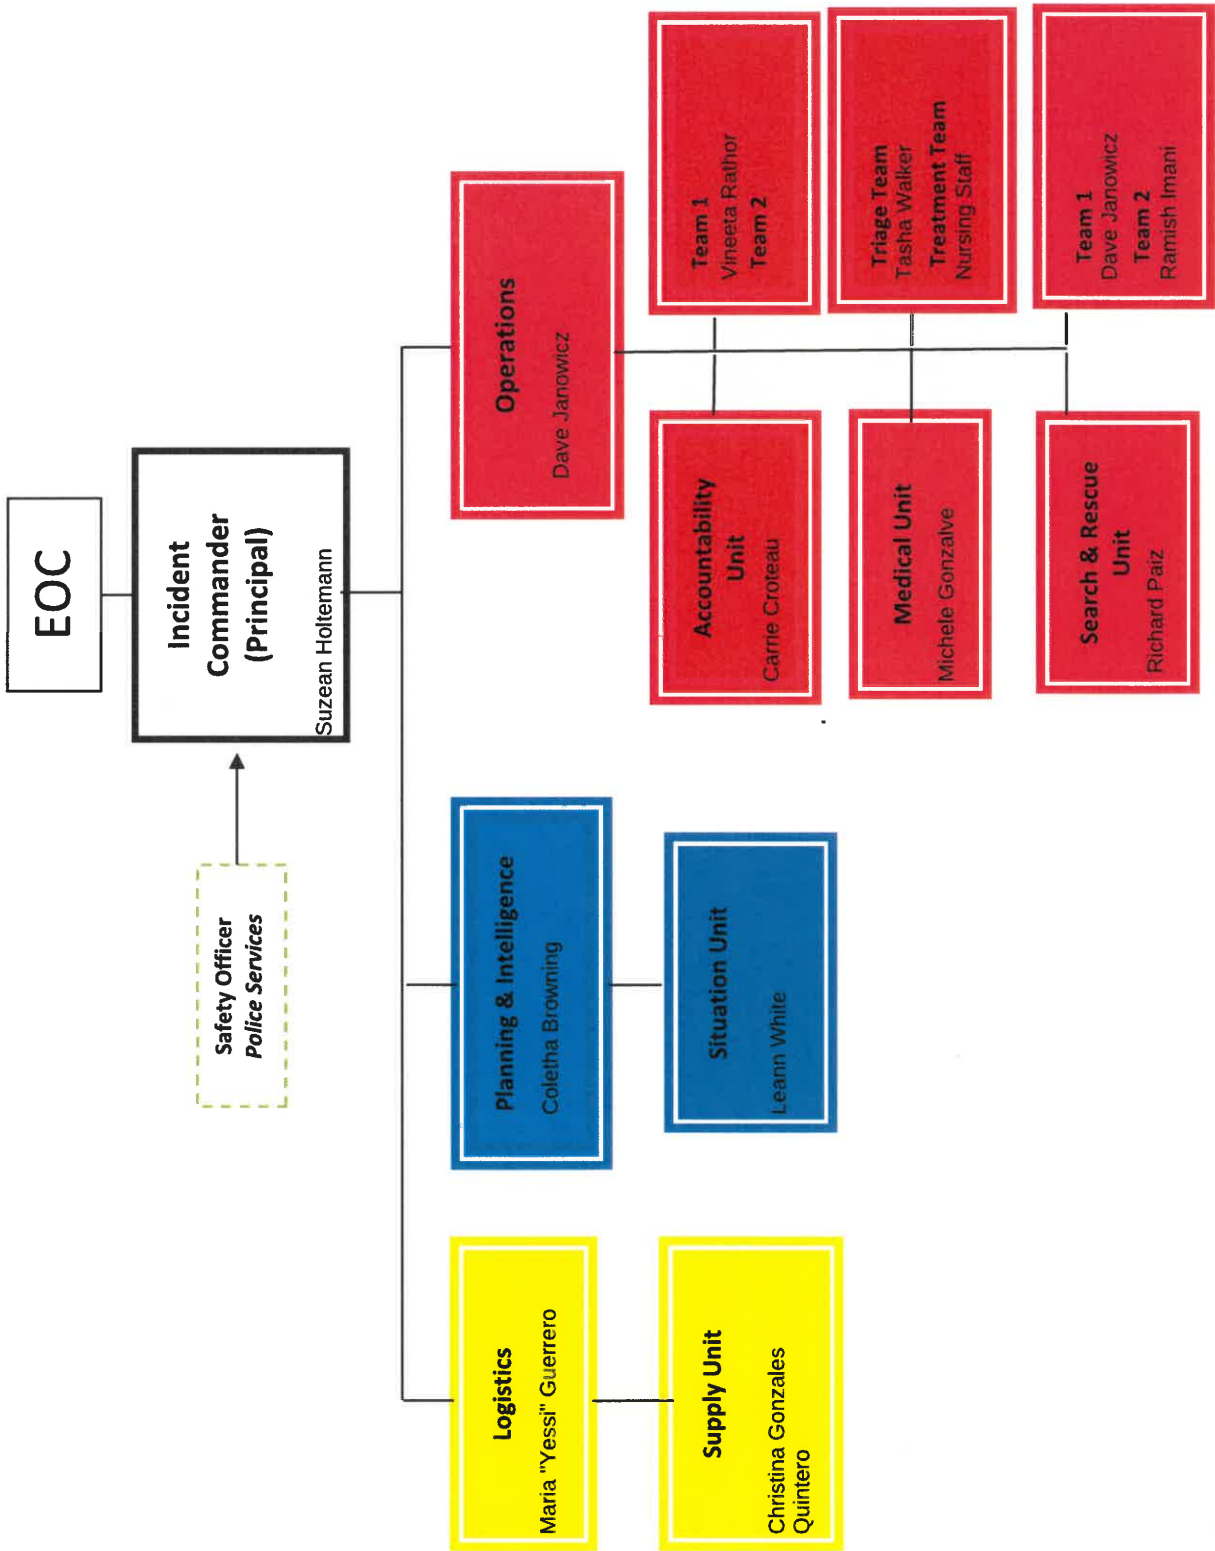 EOC
Incident
Commander
(Principal)
Suzean Holtemann
Safety Officer
Police Services
Logistics
Maria "Yessi" Guerrero
Planning & Intelligence
Coletha Browning
Operations
Dave Janowicz
Supply Unit
Christina Gonzales
Quintero
Situation Unit
Leann White
Accountability
Unit
Carrie Croteau
Team 1
Vineeta Rathor
Team 2
Medical Unit
Michele Gonzalve
Triage Team
Tasha Walker
Treatment Team
Nursing Staff
Search & Rescue
Unit
Richard Paiz
Team 1
Dave Janowicz
Team 2
Ramish Imani